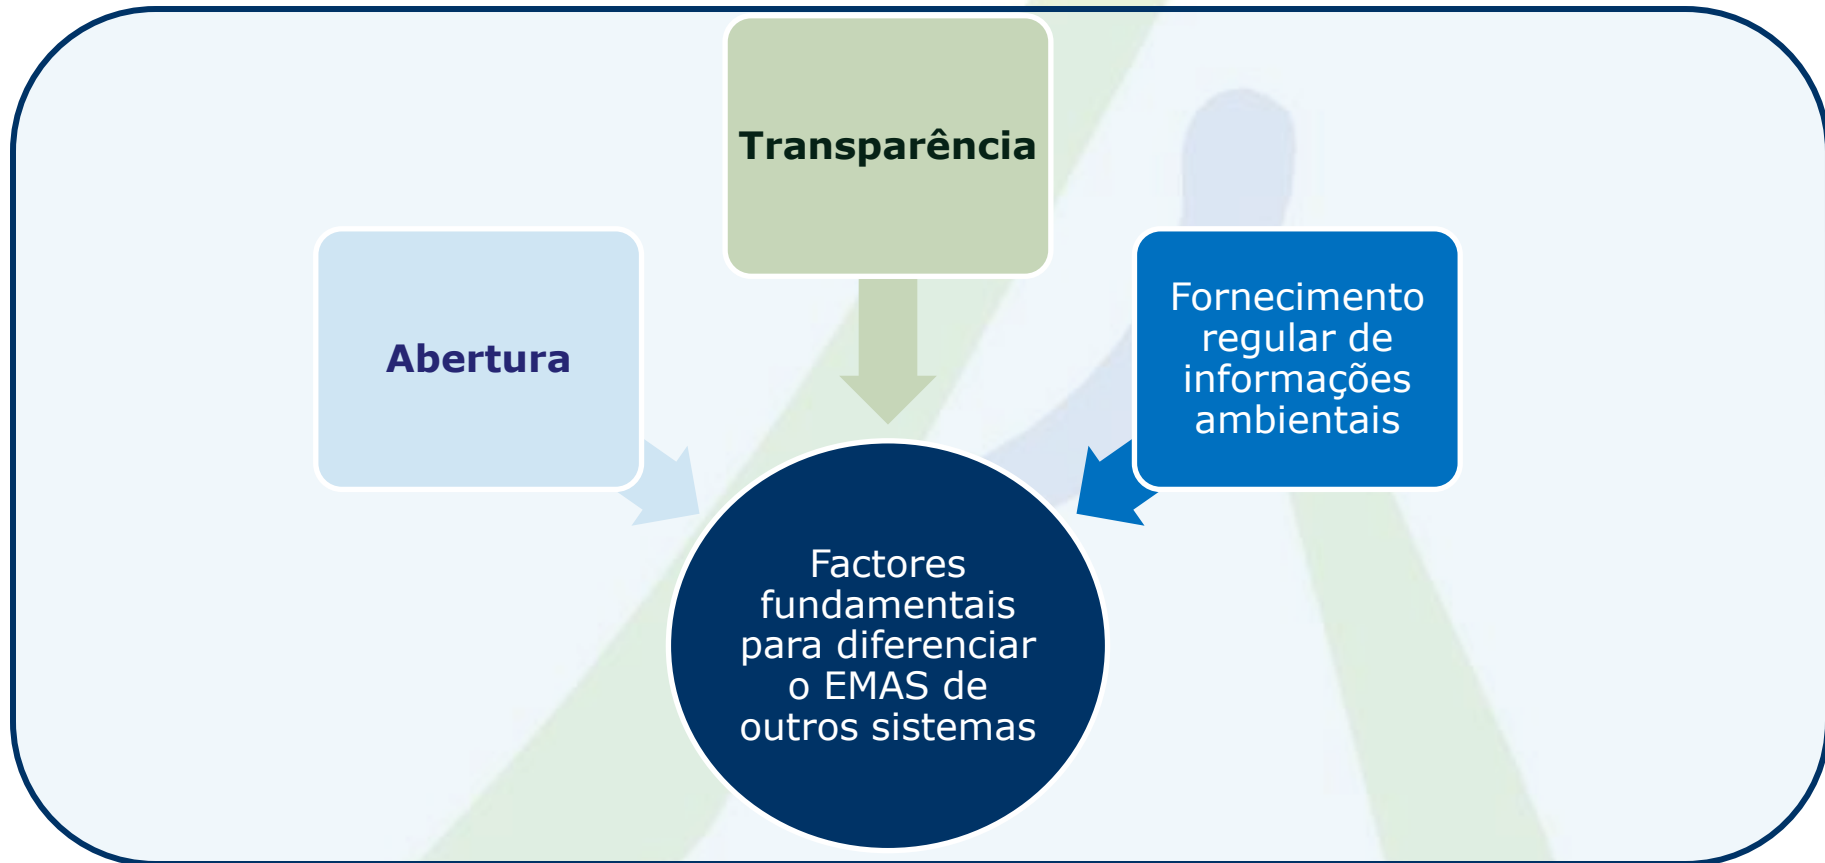 Transparência
Abertura
Fornecimento
regular de
informações
ambientais
Factores
fundamentais
para diferenciar
o EMAS de
outros sistemas